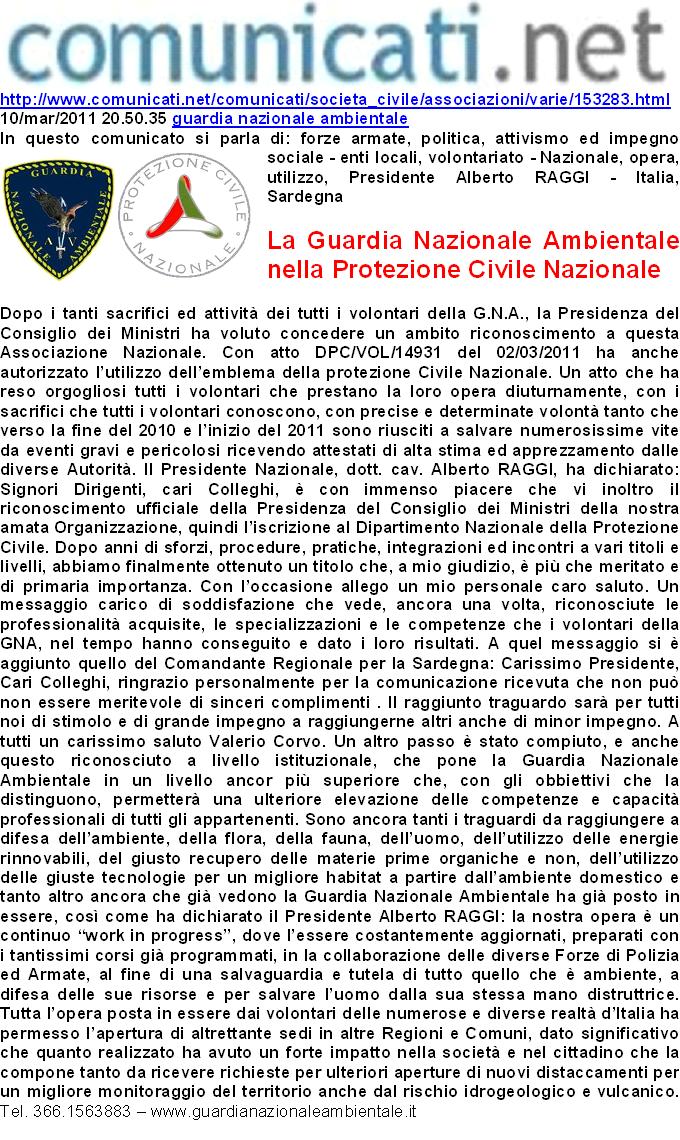 comunicati.net
http://www.comunicati.net/comunicati/societa_civile/associazioni/varie/153283.html
10/mar/2011 20.50.35 guardia nazionale ambientale
In questo comunicato si parla di: forze armate, politica, attivismo ed impegno
sociale - enti locali, volontariato - Nazionale, opera,
utilizzo, Presidente Alberto RAGGI - Italia,
Sardegna
GUARDIA
NAZIONALE AMBIENTALE
A V
PROTEZIONE CIVILE
NAZIONALE
La Guardia Nazionale Ambientale
nella Protezione Civile Nazionale
Dopo i tanti sacrifici ed attività dei tutti i volontari della G.N.A., la Presidenza del
Consiglio dei Ministri ha voluto concedere un ambito riconoscimento a questa
Associazione Nazionale. Con atto DPC/VOL/14931 del 02/03/2011 ha anche
autorizzato l’utilizzo dell’emblema della protezione Civile Nazionale. Un atto che ha
reso orgogliosi tutti i volontari che prestano la loro opera diuturnamente, con i
sacrifici che tutti i volontari conoscono, con precise e determinate volontà tanto che
verso la fine del 2010 e l’inizio del 2011 sono riusciti a salvare numerosissime vite
da eventi gravi e pericolosi ricevendo attestati di alta stima ed apprezzamento dalle
diverse Autorità. Il Presidente Nazionale, dott. cav. Alberto RAGGI, ha dichiarato:
Signori Dirigenti, cari Colleghi, è con immenso piacere che vi inoltro il
riconoscimento ufficiale della Presidenza del Consiglio dei Ministri della nostra
amata Organizzazione, quindi l’iscrizione al Dipartimento Nazionale della Protezione
Civile. Dopo anni di sforzi, procedure, pratiche, integrazioni ed incontri a vari titoli e
livelli, abbiamo finalmente ottenuto un titolo che, a mio giudizio, è più che meritato e
di primaria importanza. Con l’occasione allego un mio personale caro saluto. Un
messaggio carico di soddisfazione che vede, ancora una volta, riconosciute le
professionalità acquisite, le specializzazioni e le competenze che i volontari della
GNA, nel tempo hanno conseguito e dato i loro risultati. A quel messaggio si è
aggiunto quello del Comandante Regionale per la Sardegna: Carissimo Presidente,
Cari Colleghi, ringrazio personalmente per la comunicazione ricevuta che non può
non essere meritevole di sinceri complimenti . Il raggiunto traguardo sarà per tutti
noi di stimolo e di grande impegno a raggiungerne altri anche di minor impegno. A
tutti un carissimo saluto Valerio Corvo. Un altro passo è stato compiuto, e anche
questo riconosciuto a livello istituzionale, che pone la Guardia Nazionale
Ambientale in un livello ancor più superiore che, con gli obbiettivi che la
distinguono, permetterà una ulteriore elevazione delle competenze e capacità
professionali di tutti gli appartenenti. Sono ancora tanti i traguardi da raggiungere a
difesa dell’ambiente, della flora, della fauna, dell’uomo, dell’utilizzo delle energie
rinnovabili, del giusto recupero delle materie prime organiche e non, dell’utilizzo
delle giuste tecnologie per un migliore habitat a partire dall’ambiente domestico e
tanto altro ancora che già vedono la Guardia Nazionale Ambientale ha già posto in
essere, così come ha dichiarato il Presidente Alberto RAGGI: la nostra opera è un
continuo “work in progress”, dove l’essere costantemente aggiornati, preparati con
i tantissimi corsi già programmati, in la collaborazione delle diverse Forze di Polizia
ed Armate, al fine di una salvaguardia e tutela di tutto quello che è ambiente, a
difesa delle sue risorse e per salvare l’uomo dalla sua stessa mano distruttrice.
Tutta l’opera posta in essere dai volontari delle numerose e diverse realtà d’Italia ha
permesso l’apertura di altrettante sedi in altre Regioni e Comuni, dato significativo
che quanto realizzato ha avuto un forte impatto nella società e nel cittadino che la
compone tanto da ricevere richieste per ulteriori aperture di nuovi distaccamenti per
un migliore monitoraggio del territorio anche dal rischio idrogeologico e vulcanico.
Tel. 366.1563883 – www.guardianazionaleambientale.it